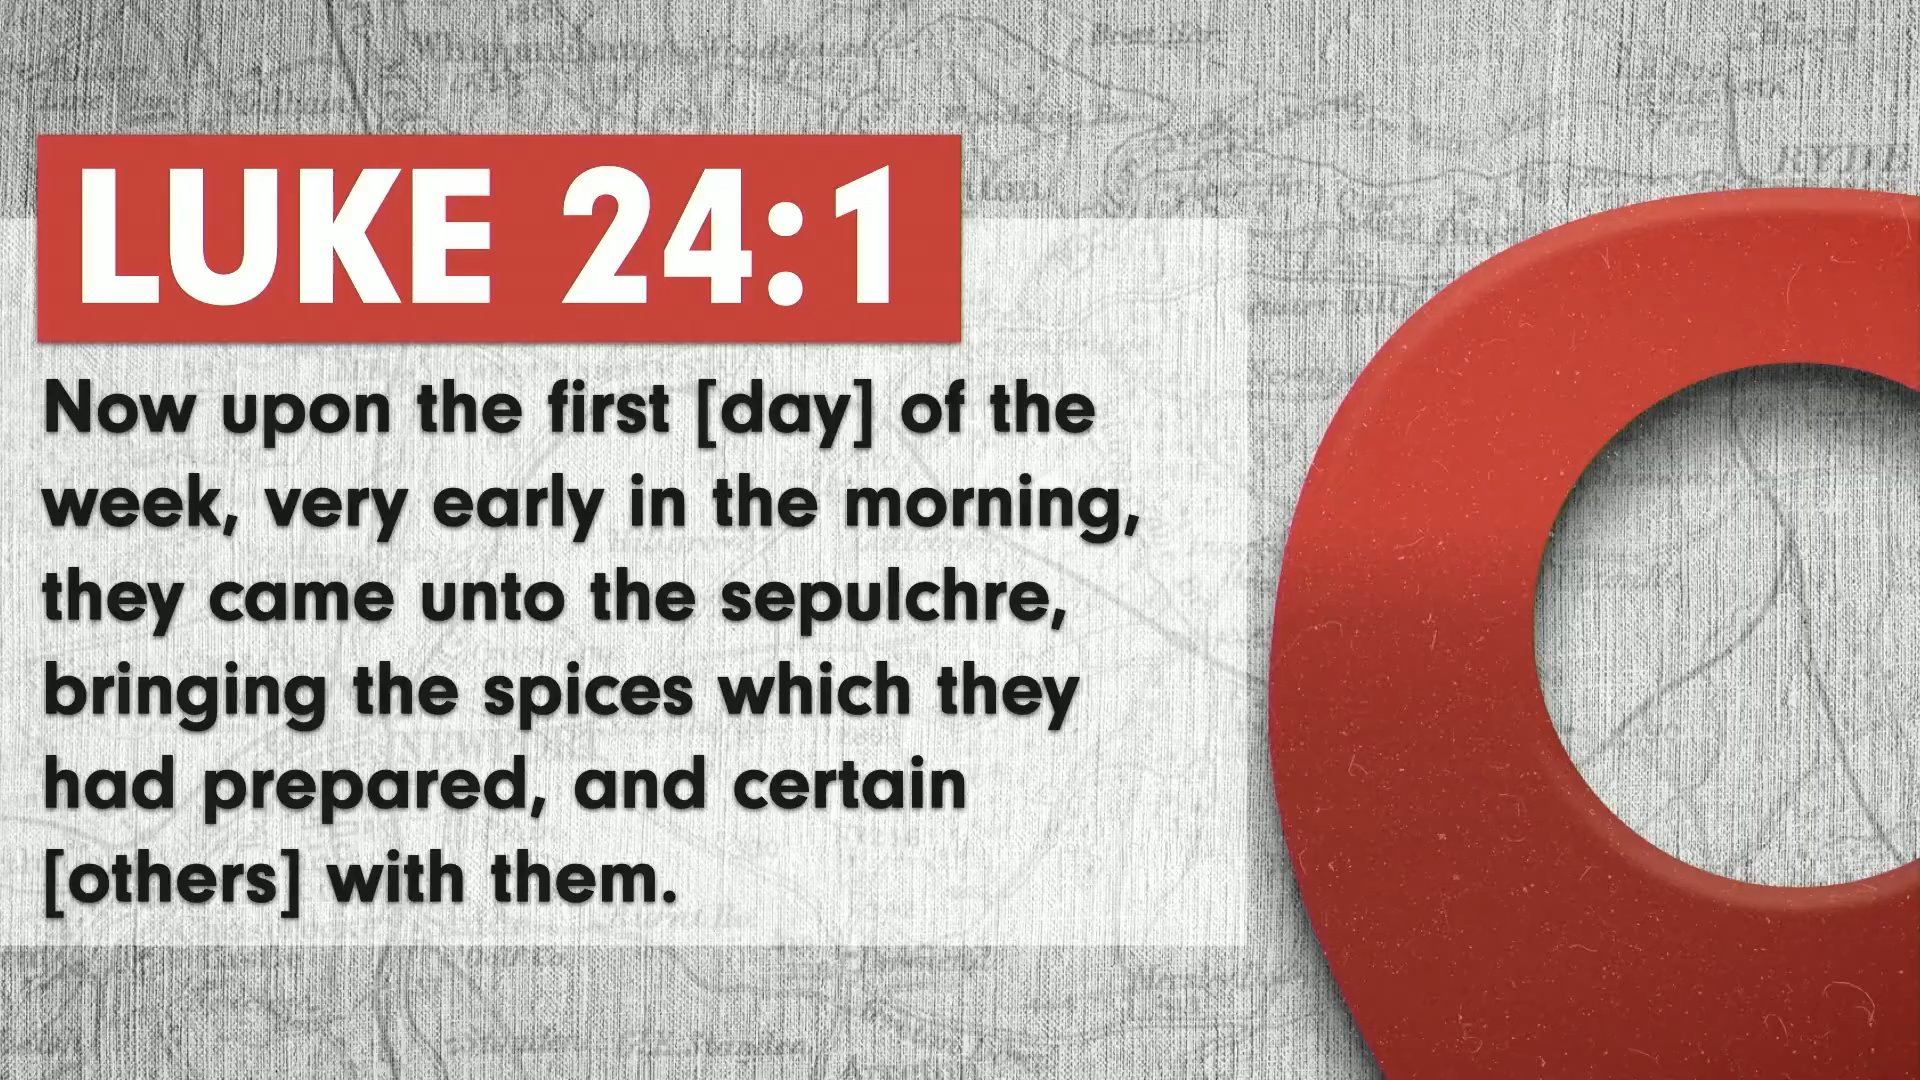 LUKE 24:1
Now upon the first [day] of the
week, very early in the morning,
they came unto the sepulchre,
bringing the spices which they
had prepared, and certain
[others] with them.